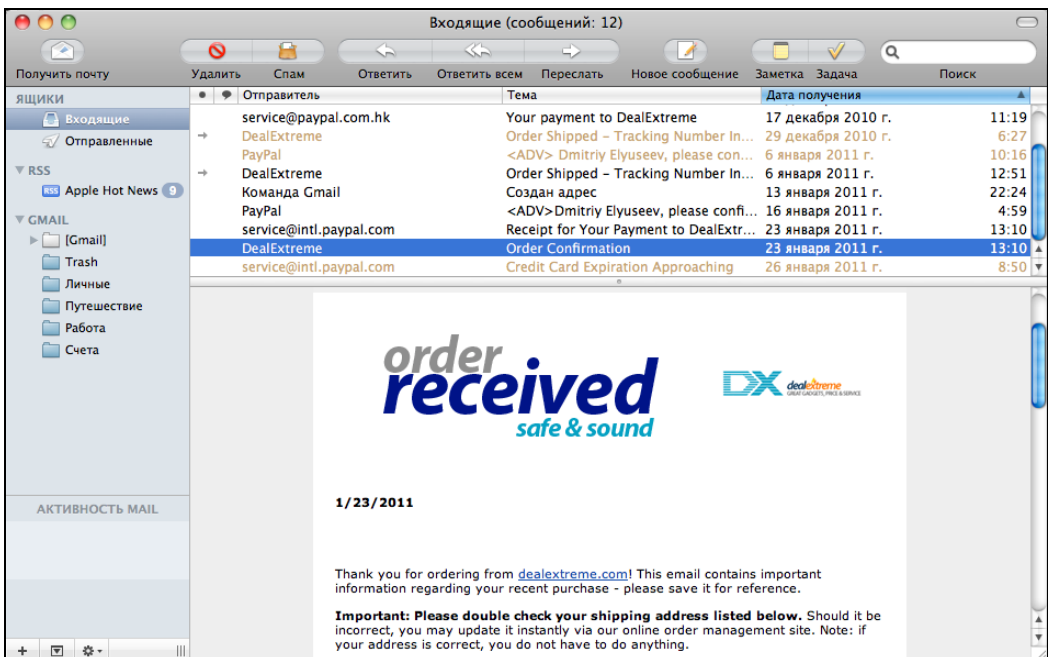 Входящие (сообщений: 12)
Получить почту Удалить Спам Ответить Ответить всем Переслать Новое сообщение Заметка Задача Поиск
ЯЩИКИ
Входящие
Отправленные
RSS
RSS Apple Hot News 9
GMAIL
[Gmail]
Trash
Личные
Путешествие
Работа
Счета
АКТИВНОСТЬ MAIL
Отправитель Тема Дата получения
service@paypal.com.hk Your payment to DealExtreme 17 декабря 2010 г. 11:19
DealExtreme Order Shipped – Tracking Number In... 29 декабря 2010 г. 6:27
PayPal <ADV> Dmitriy Elyuseev, please con... 6 января 2011 г. 10:16
DealExtreme Order Shipped – Tracking Number In... 6 января 2011 г. 12:51
Команда Gmail Создан адрес 13 января 2011 г. 22:24
PayPal <ADV>Dmitriy Elyuseev, please confi... 16 января 2011 г. 4:59
service@intl.paypal.com Receipt for Your Payment to DealExtr... 23 января 2011 г. 13:10
DealExtreme Order Confirmation 23 января 2011 г. 13:10
service@intl.paypal.com Credit Card Expiration Approaching 26 января 2011 г. 8:50
order
received
safe & sound
DX dealextreme
GREAT GADGETS, PRICE & SERVICE
1/23/2011
Thank you for ordering from dealextreme.com! This email contains important
information regarding your recent purchase - please save it for reference.
Important: Please double check your shipping address listed below. Should it be
incorrect, you may update it instantly via our online order management site. Note: if
your address is correct, you do not have to do anything.